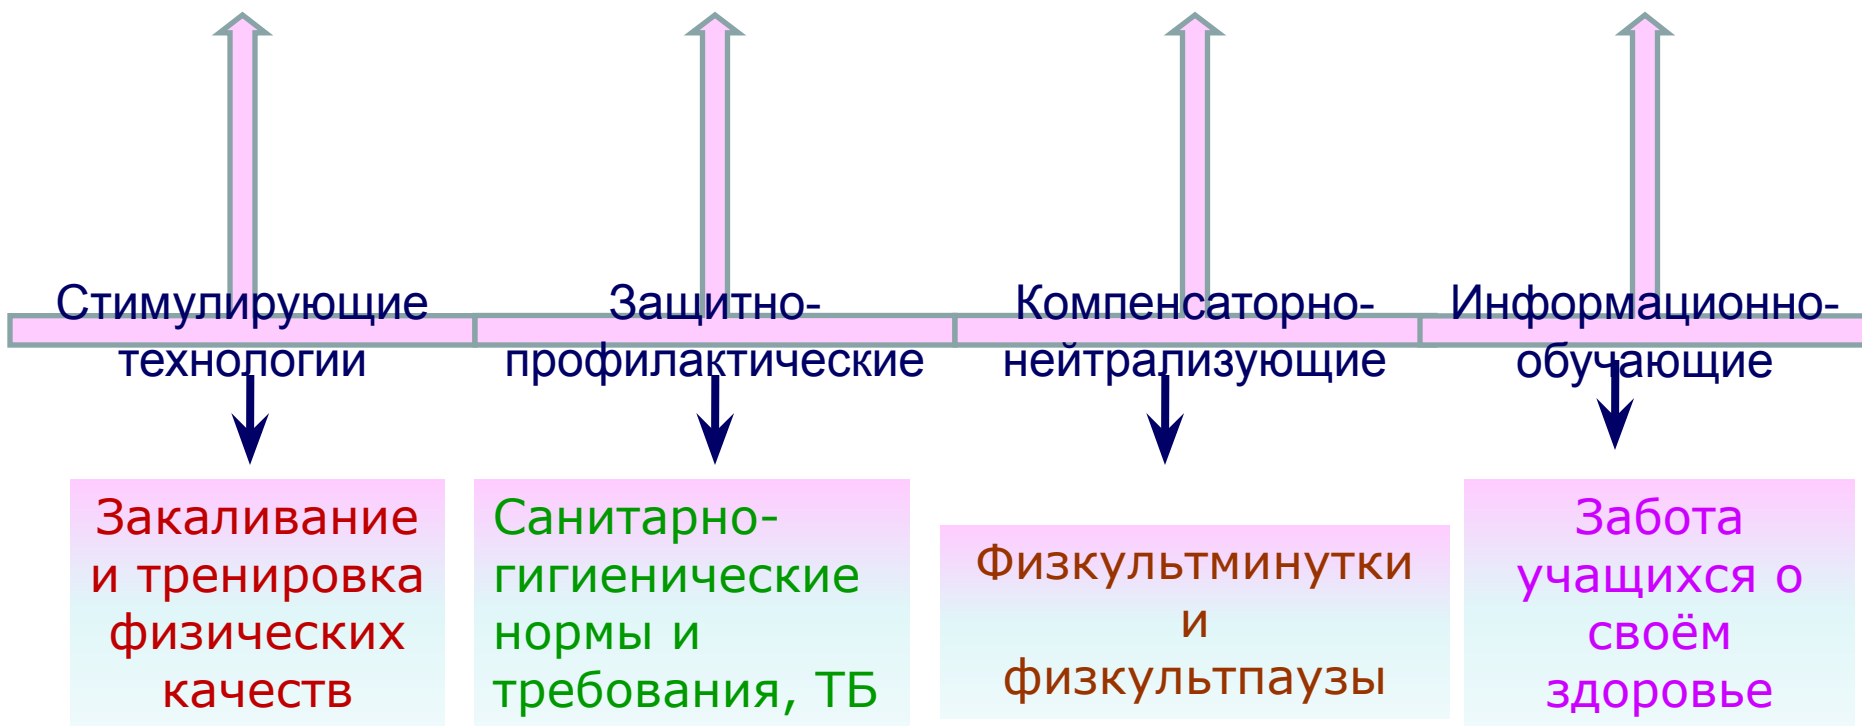 Стимулирующие
технологии
Защитно-
профилактические
Компенсаторно-
нейтрализующие
Информационно-
обучающие
Закаливание
и тренировка
физических
качеств
Санитарно-
гигиенические
нормы и
требования, ТБ
Физкультминутки
и
физкультпаузы
Забота
учащихся о
своём
здоровье